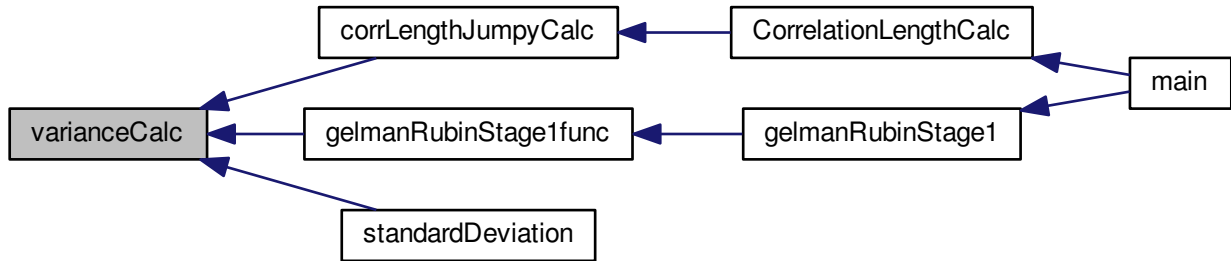 corrLengthJumpyCalc
CorrelationLengthCalc
main
varianceCalc
gelmanRubinStage1func
gelmanRubinStage1
standardDeviation